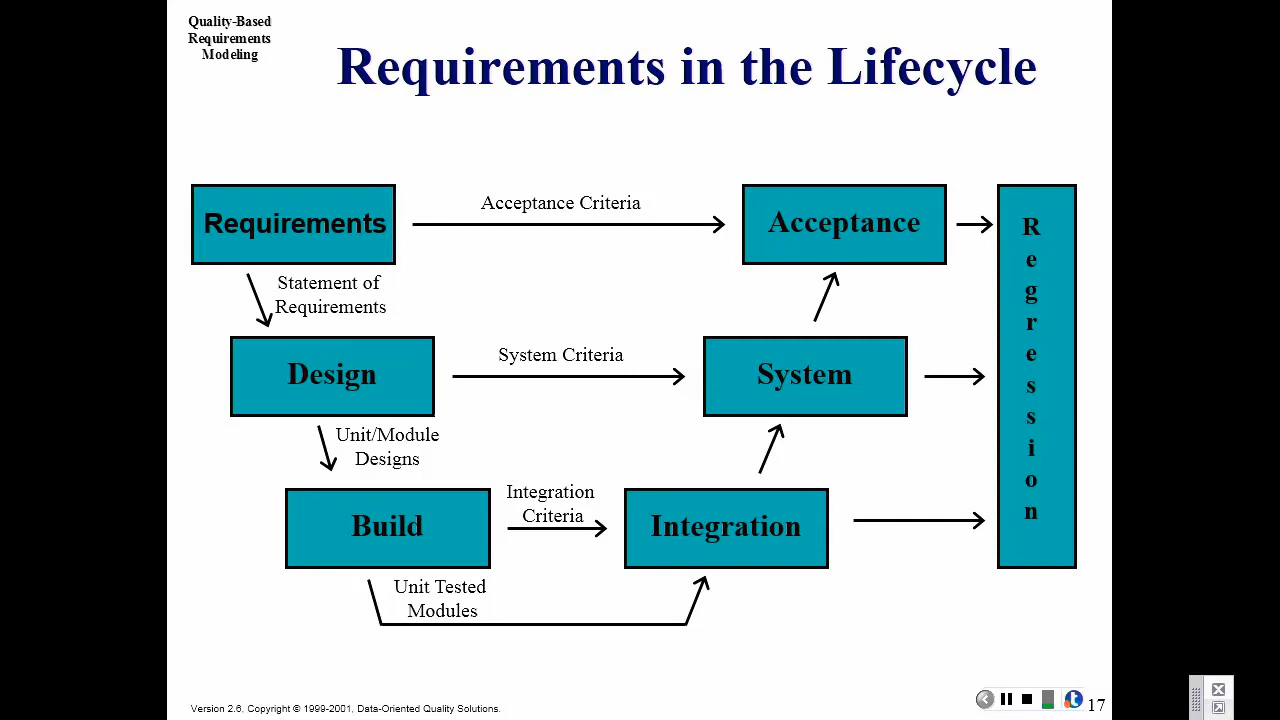 Quality-Based
Requirements
Modeling
Requirements in the Lifecycle
Requirements
Acceptance Criteria
Acceptance
Statement of
Requirements
Design
System Criteria
System
Unit/Module
Designs
Build
Integration
Criteria
Integration
Unit Tested
Modules
R
e
g
r
e
s
s
i
o
n
Version 2.6, Copyright © 1999-2001, Data-Oriented Quality Solutions.
t
17